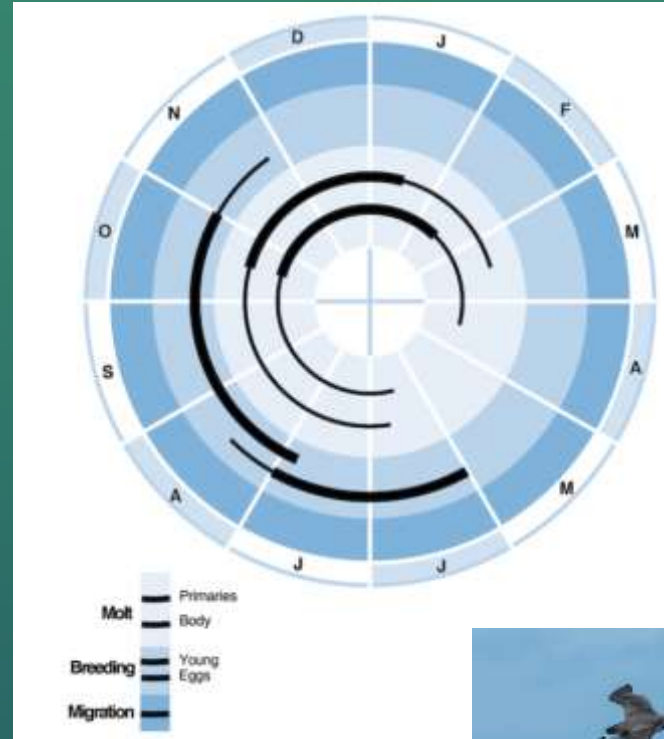 D
J
N
F
O
M
S
A
A
M
J
J
Molt
Primaries
Body
Breeding
Young
Eggs
Migration